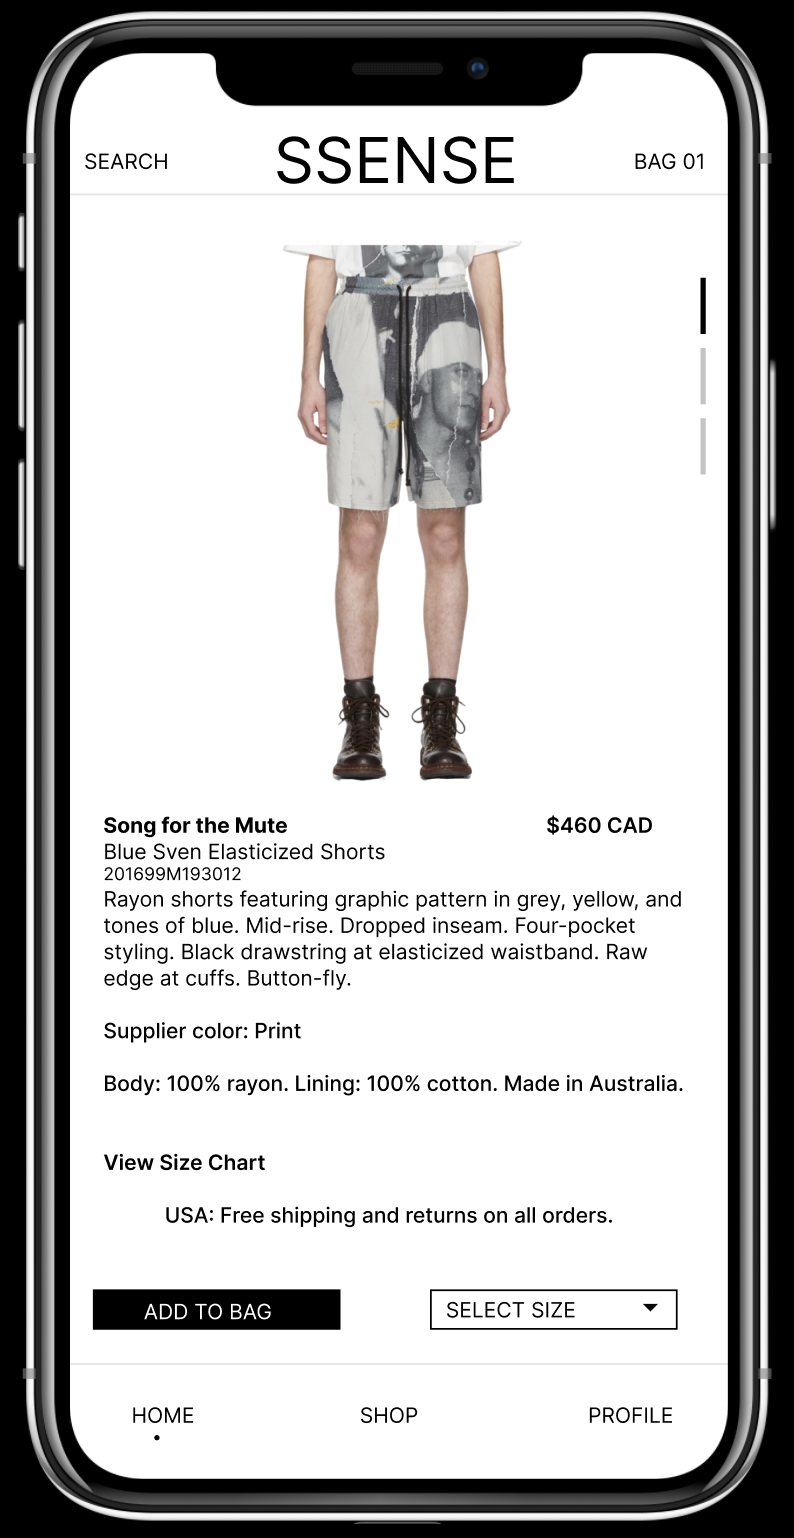 SEARCH
SSENSE
BAG 01
Song for the Mute
$460 CAD
Blue Sven Elasticized Shorts
201699M193012
Rayon shorts featuring graphic pattern in grey, yellow, and
tones of blue. Mid-rise. Dropped inseam. Four-pocket
styling. Black drawstring at elasticized waistband. Raw
edge at cuffs. Button-fly.
Supplier color: Print
Body: 100% rayon. Lining: 100% cotton. Made in Australia.
View Size Chart
USA: Free shipping and returns on all orders.
ADD TO BAG
SELECT SIZE
HOME
SHOP
PROFILE